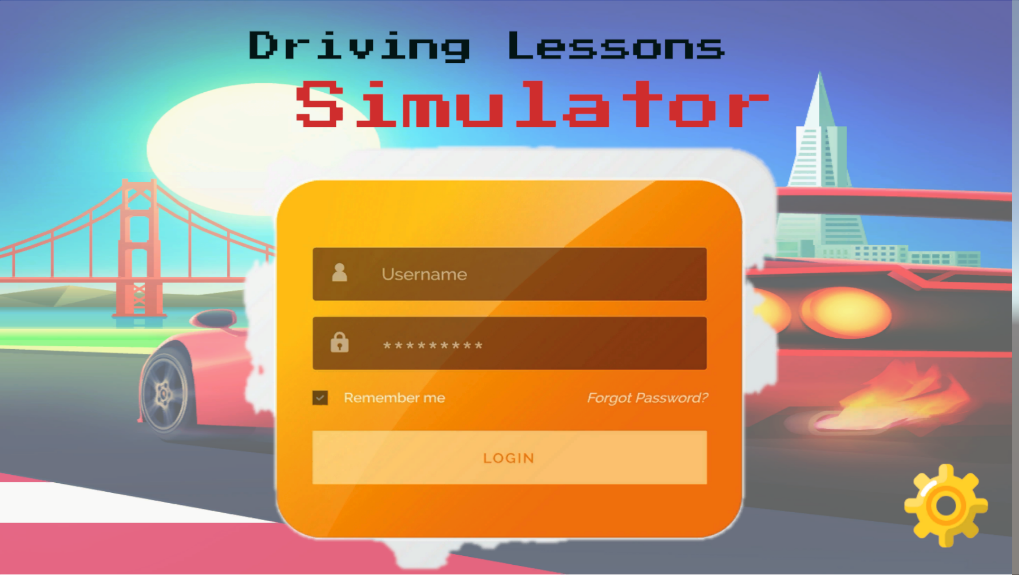 Driving Lessons
Simulator
Username
*********
Remember me
Forgot Password?
LOGIN